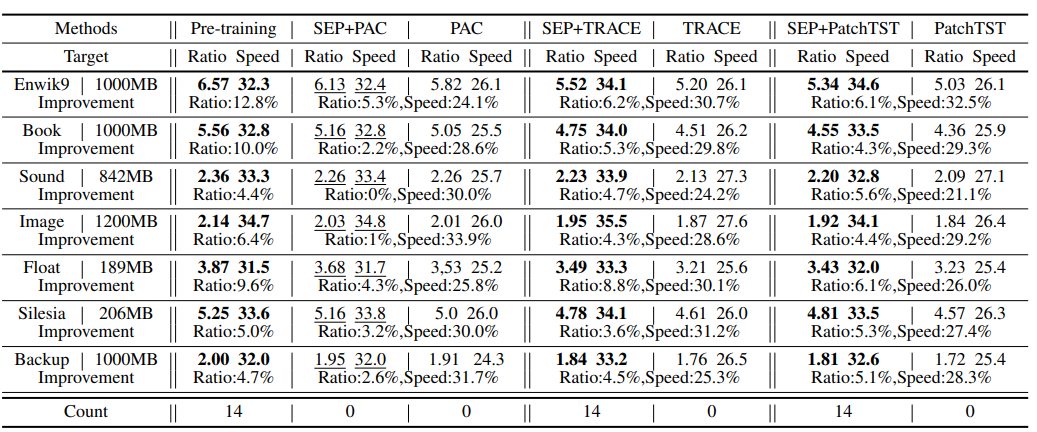 Methods || Pre-training | SEP+PAC | PAC || SEP+TRACE | TRACE || SEP+PatchTST | PatchTST
Target || Ratio Speed | Ratio Speed | Ratio Speed || Ratio Speed | Ratio Speed || Ratio Speed | Ratio Speed
Enwik9 | 1000MB || 6.57 32.3 | 6.13 32.4 | 5.82 26.1 || 5.52 34.1 | 5.20 26.1 || 5.34 34.6 | 5.03 26.1
Improvement || Ratio:12.8% | Ratio:5.3%,Speed:24.1% || Ratio:6.2%,Speed:30.7% || Ratio:6.1%,Speed:32.5%
Book | 1000MB || 5.56 32.8 | 5.16 32.8 | 5.05 25.5 || 4.75 34.0 | 4.51 26.2 || 4.55 33.5 | 4.36 25.9
Improvement || Ratio:10.0% | Ratio:2.2%,Speed:28.6% || Ratio:5.3%,Speed:29.8% || Ratio:4.3%,Speed:29.3%
Sound | 842MB || 2.36 33.3 | 2.26 33.4 | 2.26 25.7 || 2.23 33.9 | 2.13 27.3 || 2.20 32.8 | 2.09 27.1
Improvement || Ratio:4.4% | Ratio:0%,Speed:30.0% || Ratio:4.7%,Speed:24.2% || Ratio:5.6%,Speed:21.1%
Image | 1200MB || 2.14 34.7 | 2.03 34.8 | 2.01 26.0 || 1.95 35.5 | 1.87 27.6 || 1.92 34.1 | 1.84 26.4
Improvement || Ratio:6.4% | Ratio:1%,Speed:33.9% || Ratio:4.3%,Speed:28.6% || Ratio:4.4%,Speed:29.2%
Float | 189MB || 3.87 31.5 | 3.68 31.7 | 3,53 25.2 || 3.49 33.3 | 3.21 25.6 || 3.43 32.0 | 3.23 25.4
Improvement || Ratio:9.6% | Ratio:4.3%,Speed:25.8% || Ratio:8.8%,Speed:30.1% || Ratio:6.1%,Speed:26.0%
Silesia | 206MB || 5.25 33.6 | 5.16 33.8 | 5.0 26.0 || 4.78 34.1 | 4.61 26.0 || 4.81 33.5 | 4.57 26.3
Improvement || Ratio:5.0% | Ratio:3.2%,Speed:30.0% || Ratio:3.6%,Speed:31.2% || Ratio:5.3%,Speed:27.4%
Backup | 1000MB || 2.00 32.0 | 1.95 32.0 | 1.91 24.3 || 1.84 33.2 | 1.76 26.5 || 1.81 32.6 | 1.72 25.4
Improvement || Ratio:4.7% | Ratio:2.6%,Speed:31.7% || Ratio:4.5%,Speed:25.3% || Ratio:5.1%,Speed:28.3%
Count || 14 | 0 | 0 || 14 | 0 || 14 | 0